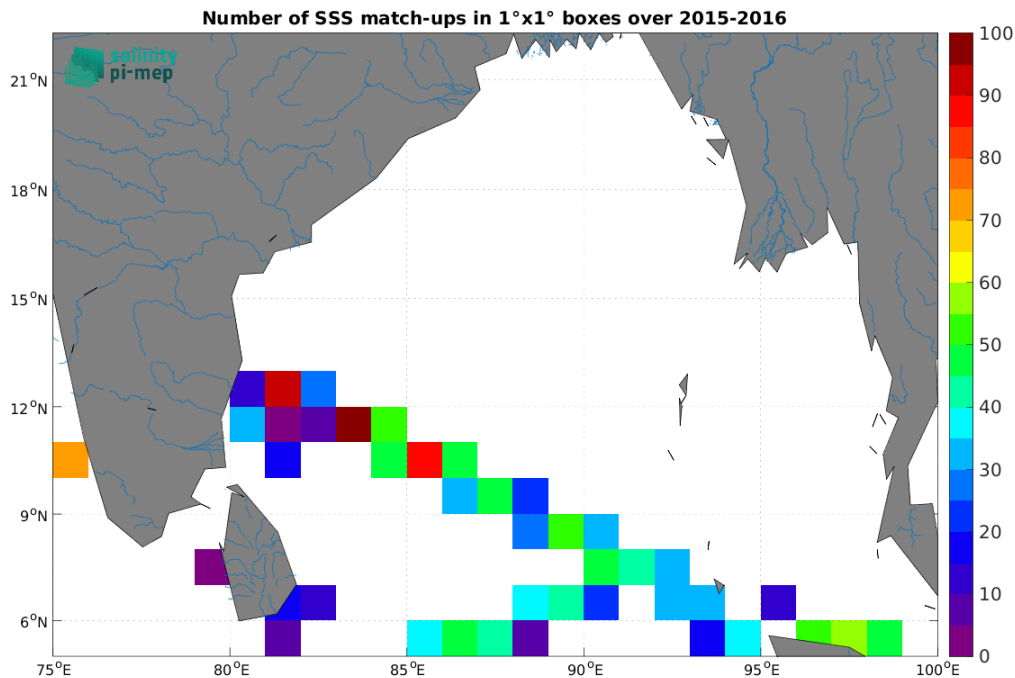 Number of SSS match-ups in 1°x1° boxes over 2015-2016
salinity
pi-mep
21°N
18°N
15°N
12°N
9°N
6°N
75°E 80°E 85°E 90°E 95°E 100°E
100
90
80
70
60
50
40
30
20
10
0